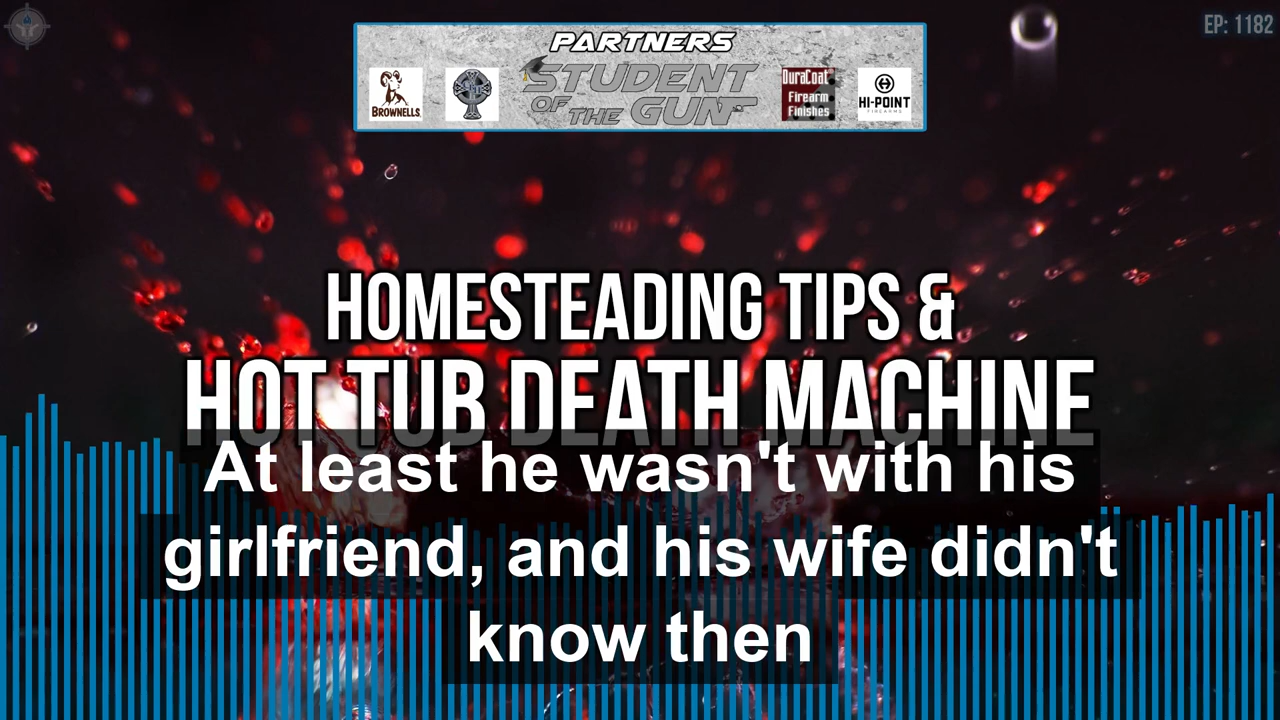 EP: 1182
PARTNERS
STUDENT
OF THE GUN
BROWNELLS
DuraCoat
Firearm
Finishes
HI-POINT
FIREARMS
HOMESTEADING TIPS &
HOT TUB DEATH MACHINE
At least he wasn't with his
girlfriend, and his wife didn't
know then